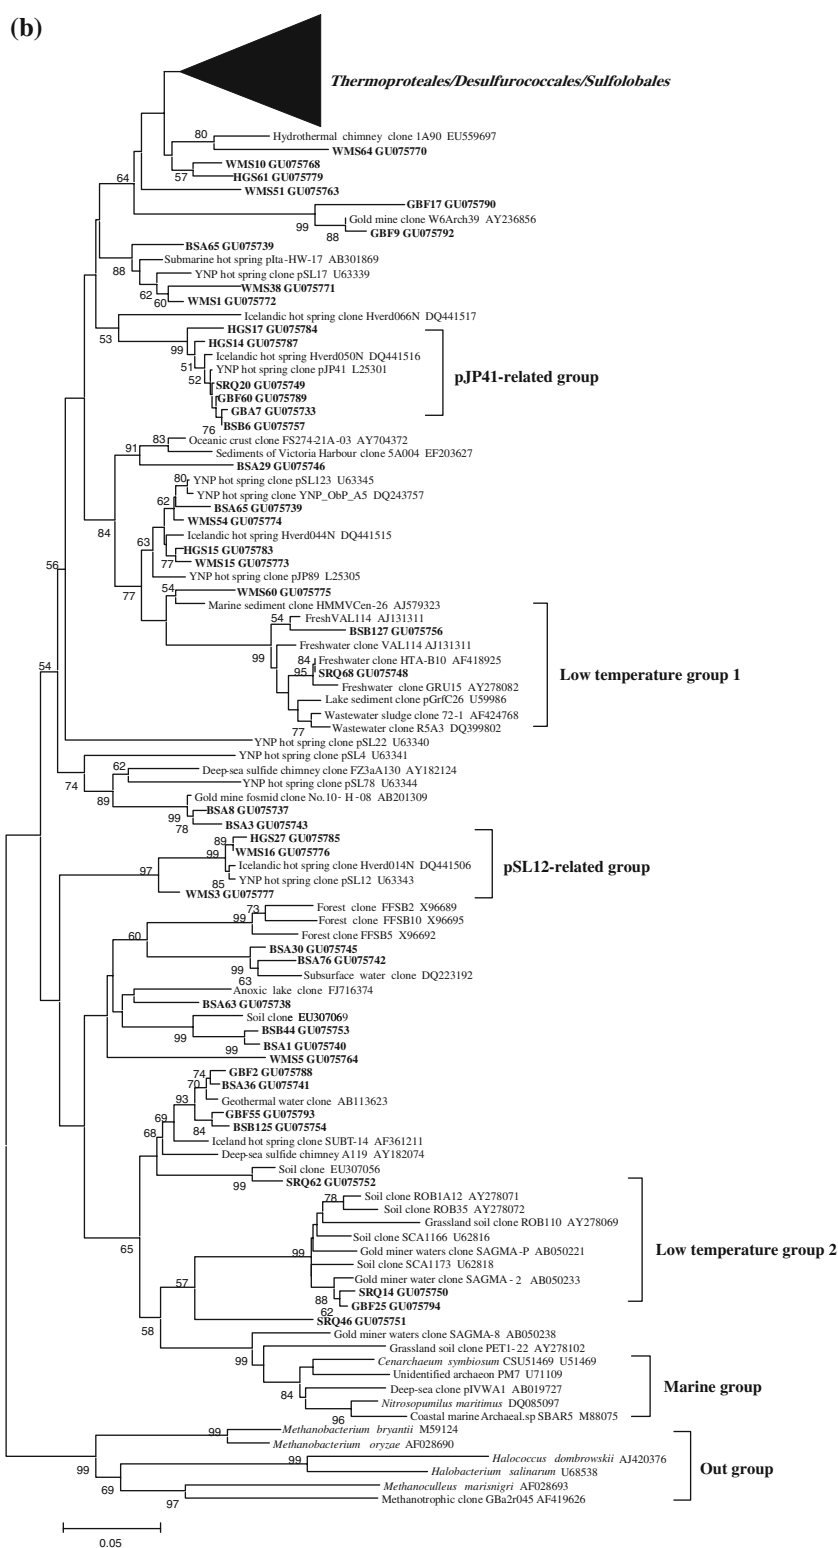 (b)
Thermoproteales/Desulfurococcales/Sulfolobales
80
Hydrothermal chimney clone 1A90 EU559697
WMS64 GU075770
WMS10 GU075768
57
HGS61 GU075779
64
WMS51 GU075763
GBF17 GU075790
99
Gold mine clone W6Arch39 AY236856
88
GBF9 GU075792
BSA65 GU075739
88
Submarine hot spring pIta-HW-17 AB301869
YNP hot spring clone pSL17 U63339
62
WMS38 GU075771
60
WMS1 GU075772
Icelandic hot spring clone Hverd066N DQ441517
53
HGS17 GU075784
99
HGS14 GU075787
51
Icelandic hot spring Hverd050N DQ441516
52
YNP hot spring clone pJP41 L25301
pJP41-related group
SRQ20 GU075749
GBF60 GU075789
GBA7 GU075733
76
BSB6 GU075757
83
Oceanic crust clone FS274-21A-03 AY704372
91
Sediments of Victoria Harbour clone 5A004 EF203627
BSA29 GU075746
80
YNP hot spring clone pSL123 U63345
YNP hot spring clone YNP_ObP_A5 DQ243757
62
BSA65 GU075739
84
WMS54 GU075774
63
Icelandic hot spring Hverd044N DQ441515
HGS15 GU075783
77
WMS15 GU075773
56
YNP hot spring clone pJP89 L25305
77
54
WMS60 GU075775
Marine sediment clone HMMVCen-26 AJ579323
54
FreshVAL114 AJ131311
BSB127 GU075756
99
Freshwater clone VAL114 AJ131311
84
Freshwater clone HTA-B10 AF418925
54
95
SRQ68 GU075748
Low temperature group 1
Freshwater clone GRU15 AY278082
Lake sediment clone pGrfC26 U59986
Wastewater sludge clone 72-1 AF424768
77
Wastewater clone R5A3 DQ399802
YNP hot spring clone pSL22 U63340
YNP hot spring clone pSL4 U63341
74
62
Deep-sea sulfide chimney clone FZ3aA130 AY182124
YNP hot spring clone pSL78 U63344
89
Gold mine fosmid clone No.10- H -08 AB201309
99
BSA8 GU075737
78
BSA3 GU075743
89
HGS27 GU075785
99
WMS16 GU075776
97
Icelandic hot spring clone Hverd014N DQ441506
pSL12-related group
85
YNP hot spring clone pSL12 U63343
WMS3 GU075777
73
Forest clone FFSB2 X96689
99
Forest clone FFSB10 X96695
60
Forest clone FFSB5 X96692
BSA30 GU075745
BSA76 GU075742
99
Subsurface water clone DQ223192
63
Anoxic lake clone FJ716374
BSA63 GU075738
Soil clone EU307069
99
BSB44 GU075753
99
BSA1 GU075740
WMS5 GU075764
74
GBF2 GU075788
70
BSA36 GU075741
93
Geothermal water clone AB113623
69
GBF55 GU075793
84
BSB125 GU075754
68
Iceland hot spring clone SUBT-14 AF361211
Deep-sea sulfide chimney A119 AY182074
Soil clone EU307056
99
SRQ62 GU075752
78
Soil clone ROB1A12 AY278071
Soil clone ROB35 AY278072
Grassland soil clone ROB110 AY278069
65
Soil clone SCA1166 U62816
99
Gold miner waters clone SAGMA-P AB050221
Low temperature group 2
Soil clone SCA1173 U62818
57
Gold miner water clone SAGMA - 2 AB050233
88
SRQ14 GU075750
62
GBF25 GU075794
SRQ46 GU075751
58
Gold miner waters clone SAGMA-8 AB050238
Grassland soil clone PET1- 22 AY278102
99
Cenarchaeum symbiosum CSU51469 U51469
Unidentified archaeon PM7 U71109
84
Deep-sea clone pIVWA1 AB019727
Marine group
Nitrosopumilus maritimus DQ085097
96
Coastal marine Archaeal.sp SBAR5 M88075
99
Methanobacterium bryantii M59124
Methanobacterium oryzae AF028690
99
99
Halococcus dombrowskii AJ420376
Halobacterium salinarum U68538
Out group
69
Methanoculleus marisnigri AF028693
97
Methanotrophic clone GBa2r045 AF419626
0.05